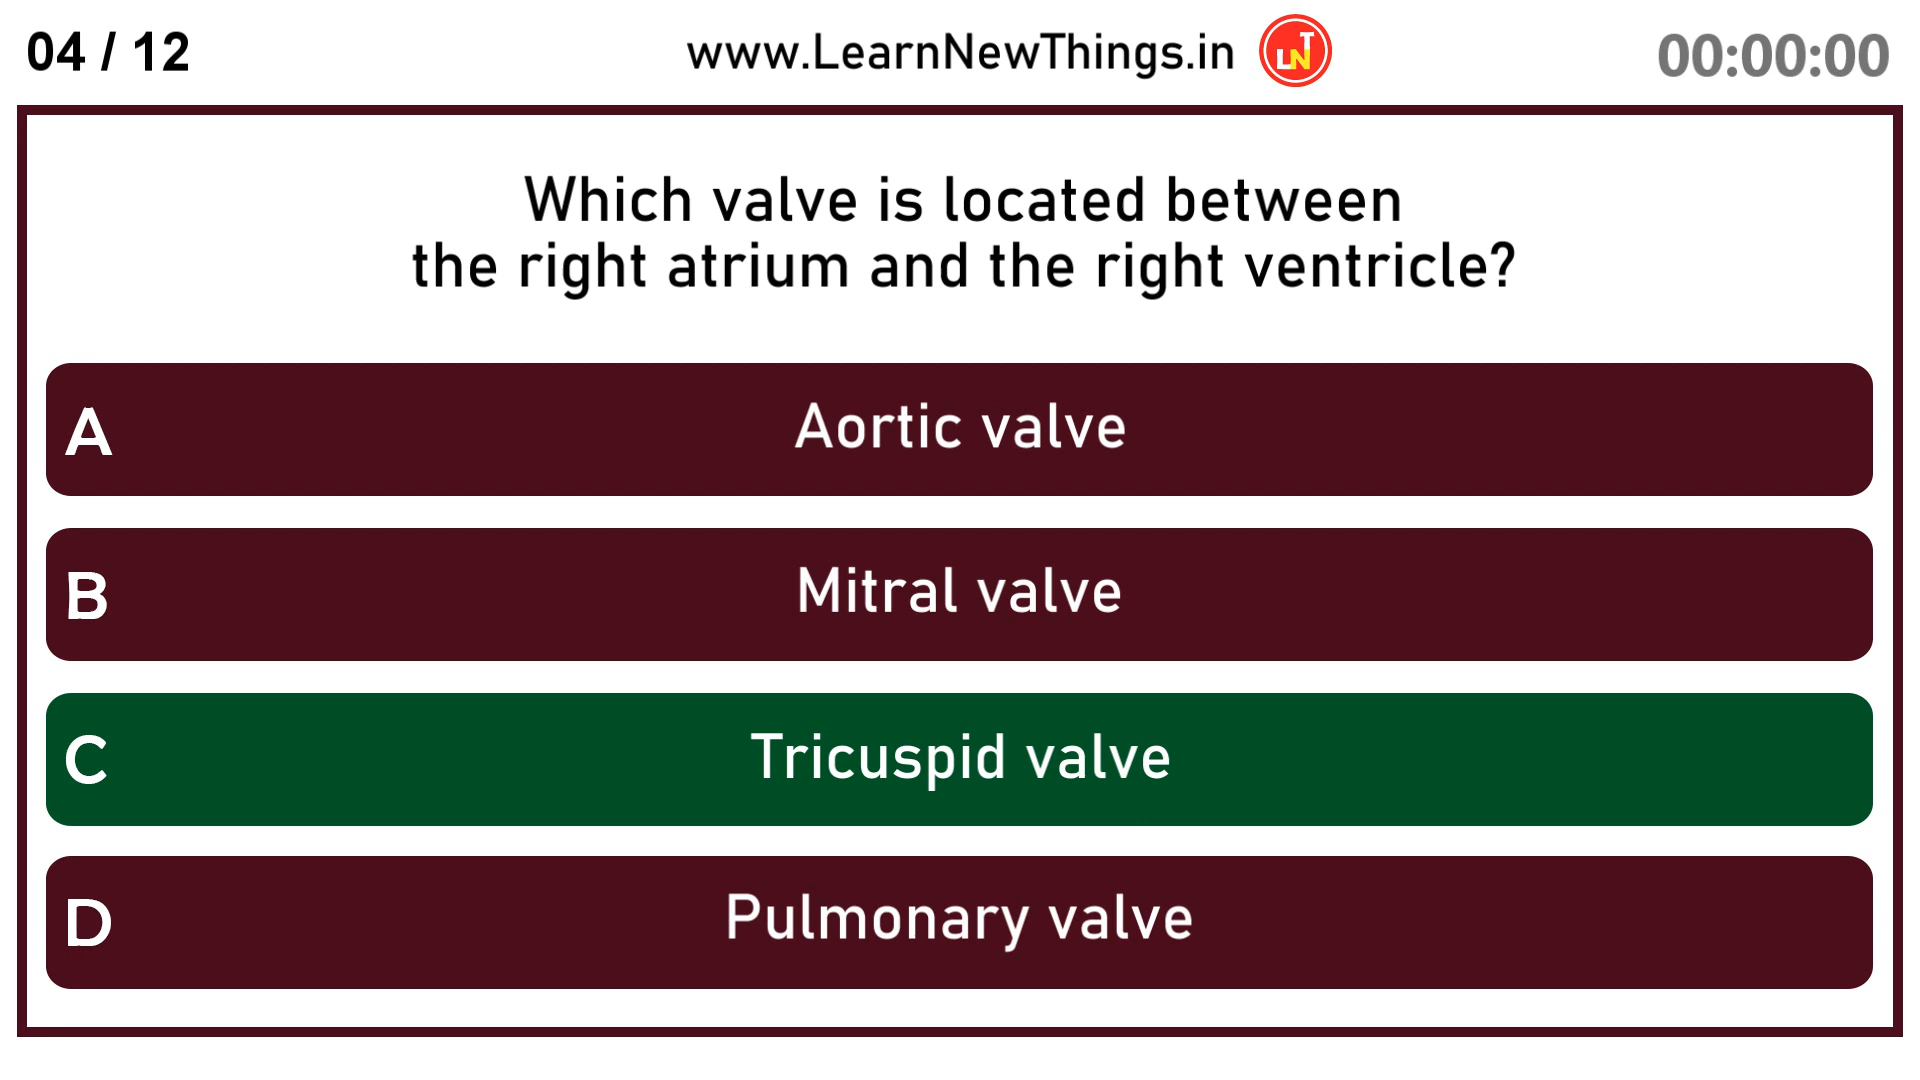 04 / 12
www.LearnNewThings.in
LNT
00:00:00
Which valve is located between
the right atrium and the right ventricle?
A Aortic valve
B Mitral valve
C Tricuspid valve
D Pulmonary valve